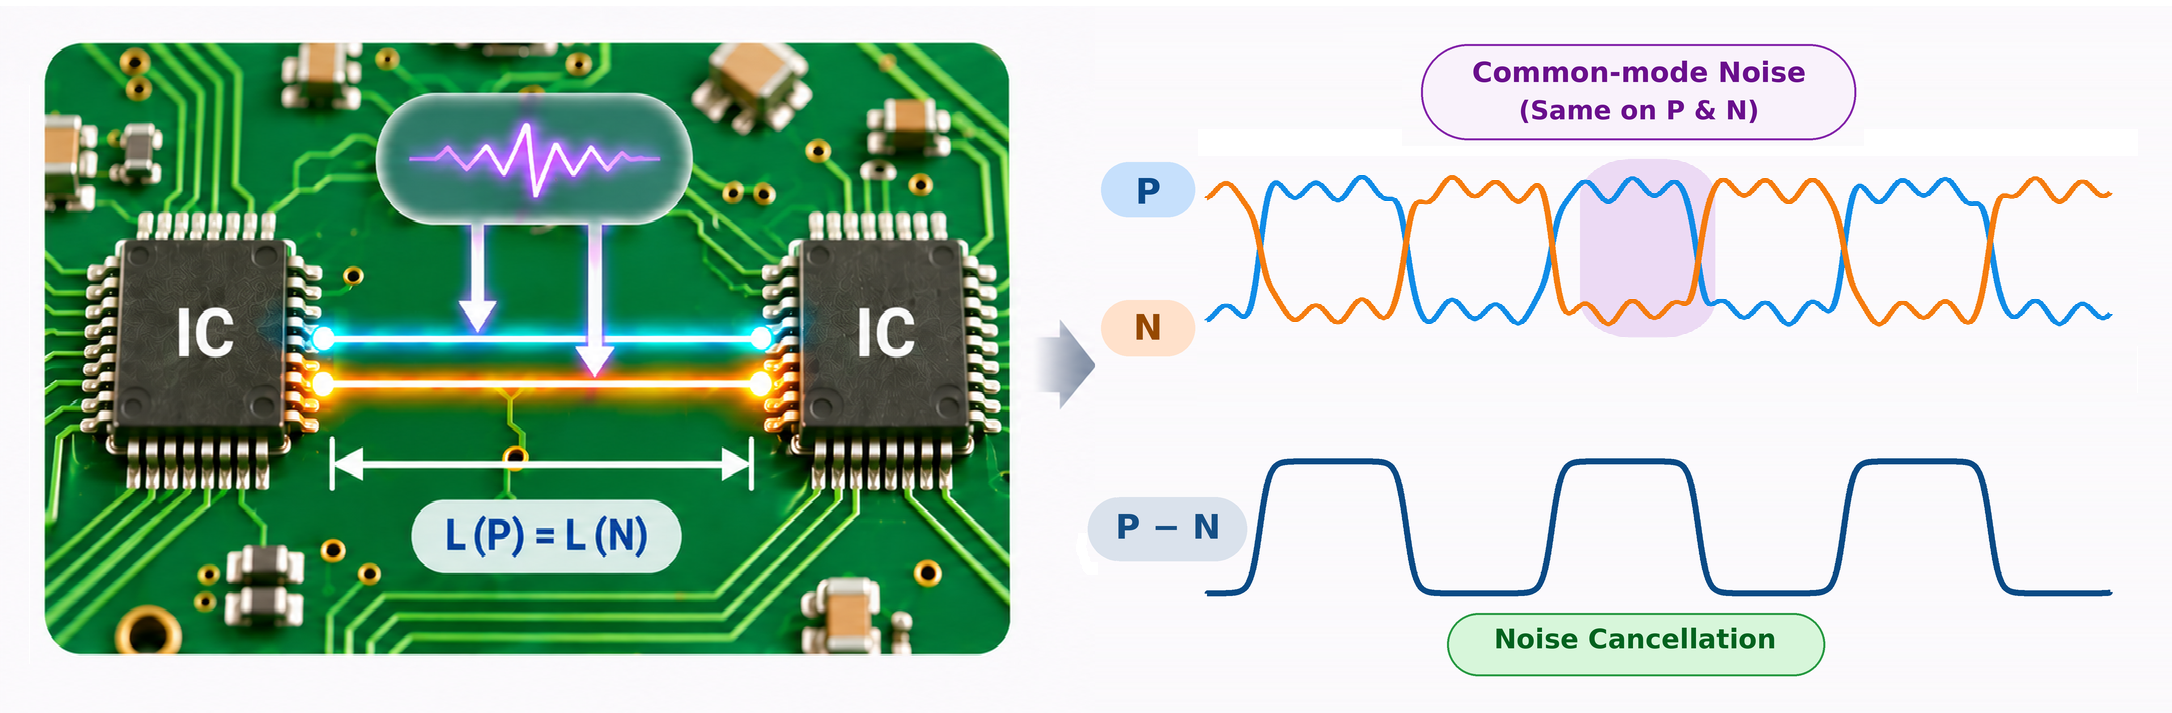 IC
IC
L (P) = L (N)
Common-mode Noise
(Same on P & N)
P
N
P − N
Noise Cancellation